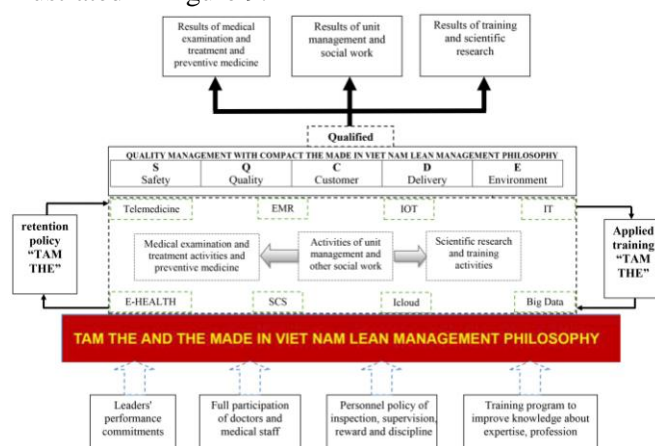 Results of medical
examination and
treatment and
preventive medicine
Results of unit
management and
social work
Results of training
and scientific
research
Qualified
QUALITY MANAGEMENT WITH COMPACT THE MADE IN VIET NAM LEAN MANAGEMENT PHILOSOPHY
S
Safety
Q
Quality
C
Customer
D
Delivery
E
Environment
Telemedicine
EMR
IOT
IT
retention
policy
“TAM
THE”
Medical examination and
treatment activities and
preventive medicine
Activities of unit
management and
other social work
Scientific research
and training
activities
Applied
training
“TAM
THE”
E-HEALTH
SCS
Icloud
Big Data
TAM THE AND THE MADE IN VIET NAM LEAN MANAGEMENT PHILOSOPHY
Leaders'
performance
commitments
Full participation
of doctors and
medical staff
Personnel policy of
inspection, supervision,
reward and discipline
Training program to
improve knowledge about
expertise, profession